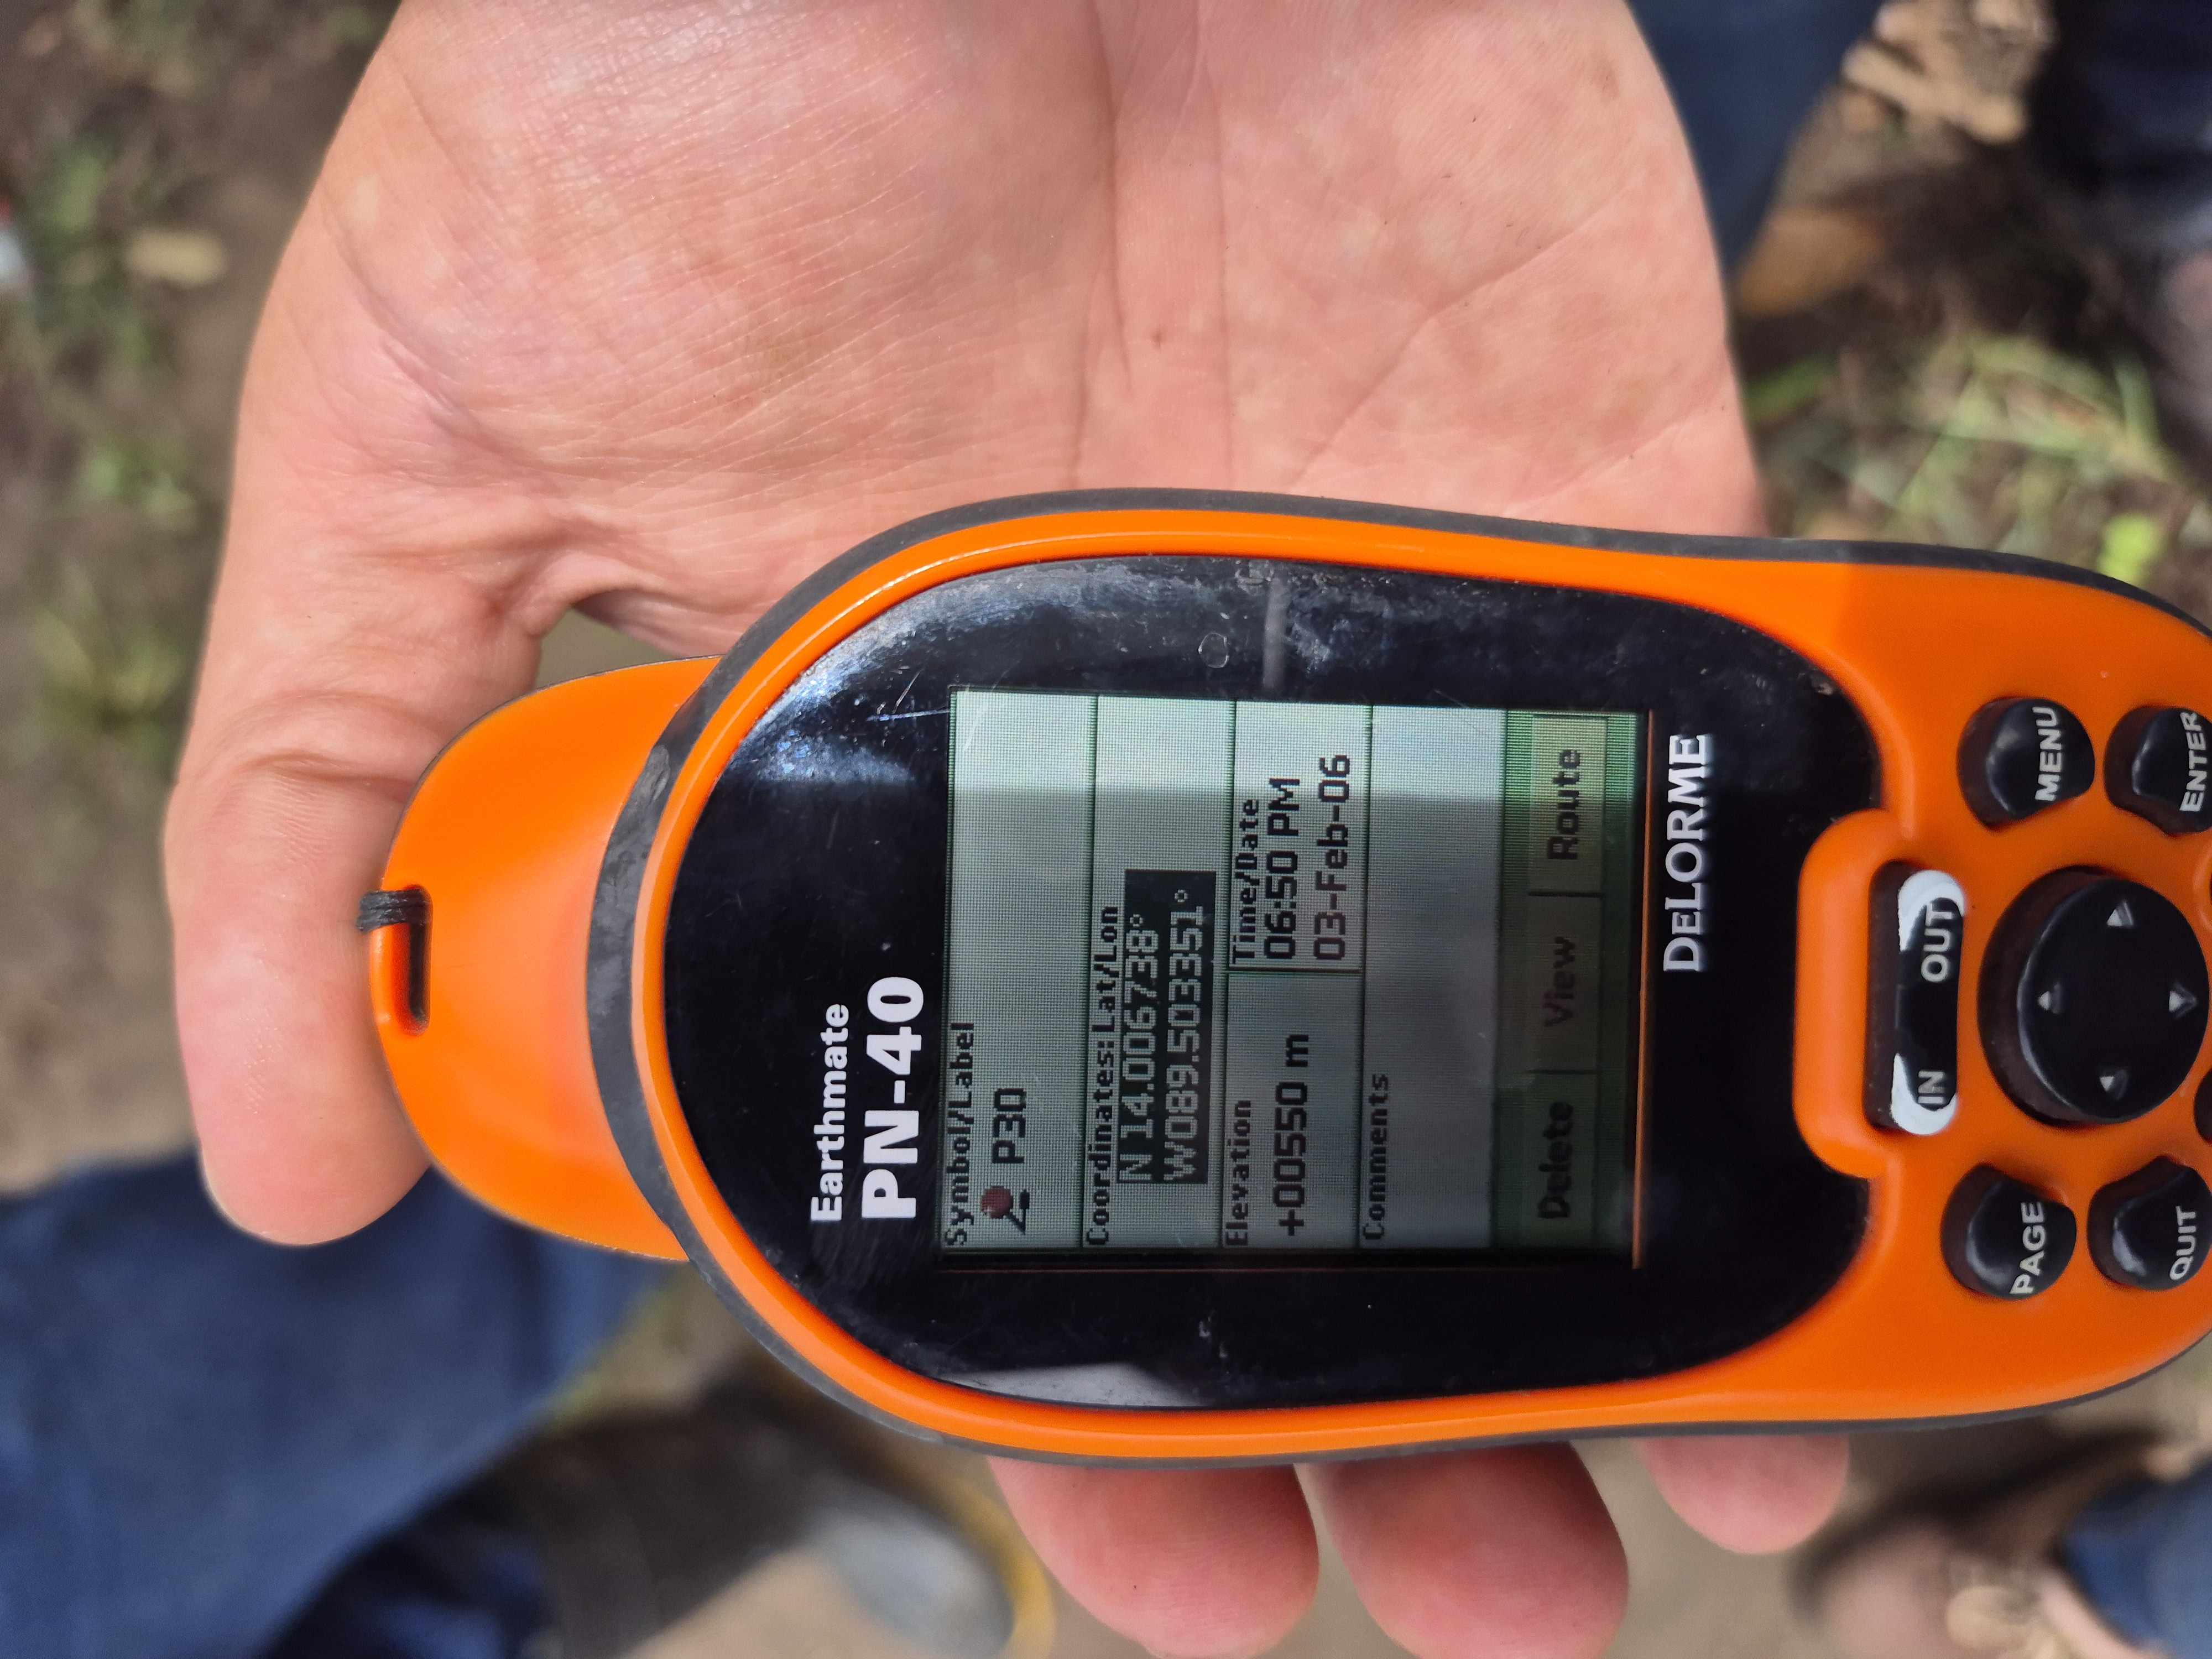 Earthmate
PN-40
Symbol/Label
P30
Coordinates: Lat/Lon
N 14.006738°
W089.503351°
Elevation
+00550 m
Time/Date
06:50 PM
03-Feb-06
Comments
Delete View Route
DELORME
IN OUT
PAGE
MENU
QUIT
ENTER